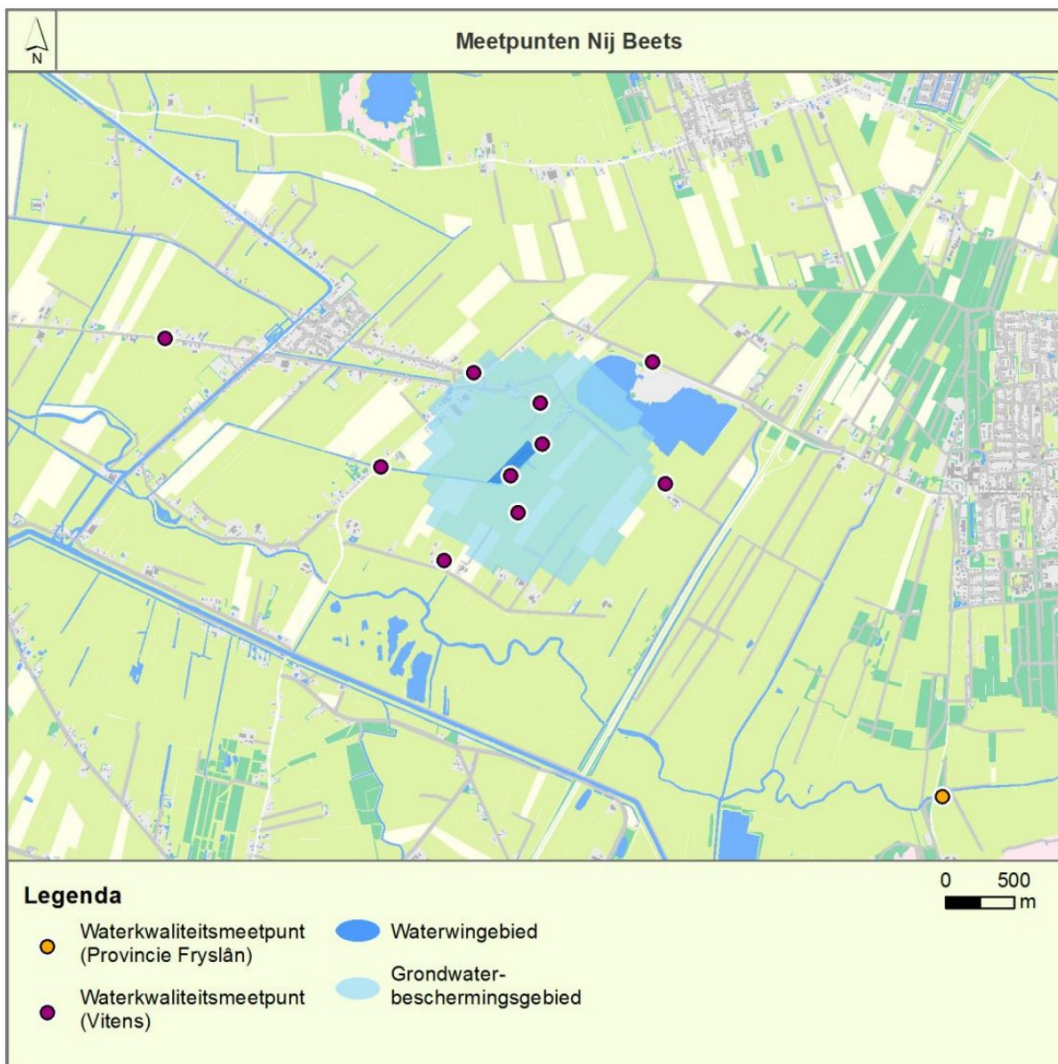 N
Meetpunten Nij Beets
Legenda
Waterkwaliteitsmeetpunt
(Provincie Fryslân)
Waterkwaliteitsmeetpunt
(Vitens)
Waterwingebied
Grondwater-
beschermingsgebied
0 500
m